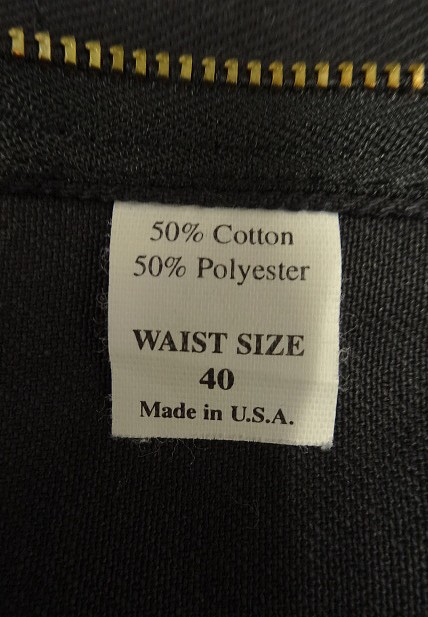 50% Cotton
50% Polyester
WAIST SIZE
40
Made in U.S.A.